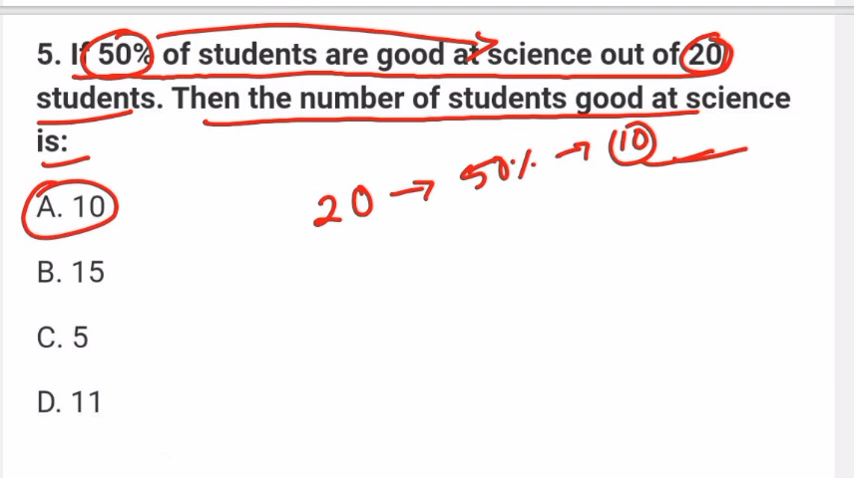 5. If 50% of students are good at science out of 20
students. Then the number of students good at science
is:
20 → 50% → 10
A. 10
B. 15
C. 5
D. 11